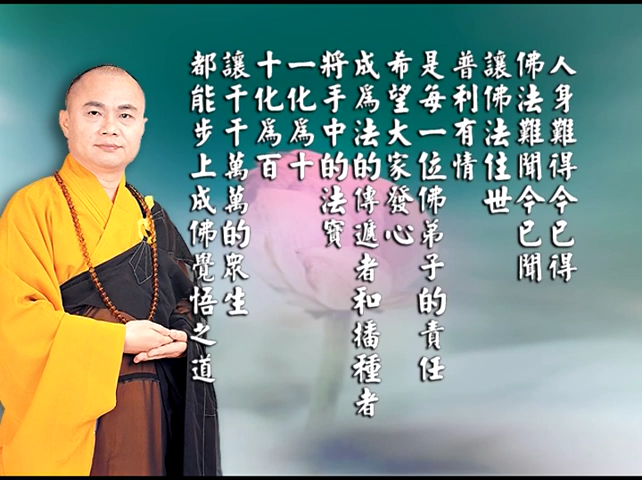 人身難得今已得
佛法難聞今已聞
讓佛法住世
普利有情
是每一位佛弟子的責任
希望大家發心
成為法的傳遞者和播種者
將手中的法寶
一化為十
十化為百
讓千千萬萬的眾生
都能步上成佛覺悟之道